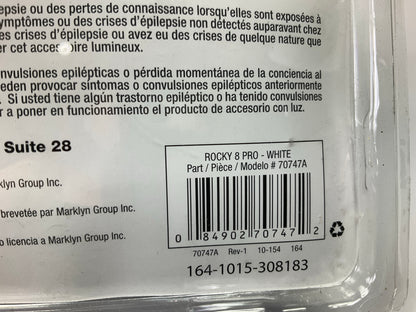 epsie ou des pertes de connaissance lorsqu'elles sont exposées à
symptômes ou des crises d'épilepsie non détectés auparavant chez
es crises d'épilepsie ou avez eu des crises de quelque nature que
er cet accessoire lumineux.
onvulsiones epilépticas o pérdida momentánea de la conciencia al
eden provocar síntomas o convulsiones epilépticas anteriormente
. Si usted tiene algún trastorno epiléptico o ha tenido convulsiones
r a poner en funcionamiento el producto de accesorio con luz.
Suite 28
klyn Group Inc.
brevetée par Marklyn Group Inc.
o licencia a Marklyn Group Inc.
ROCKY 8 PRO - WHITE
Part / Pièce / Modelo # 70747A
0 84902 70747 2
70747A Rev-1 10-154 164
164-1015-308183